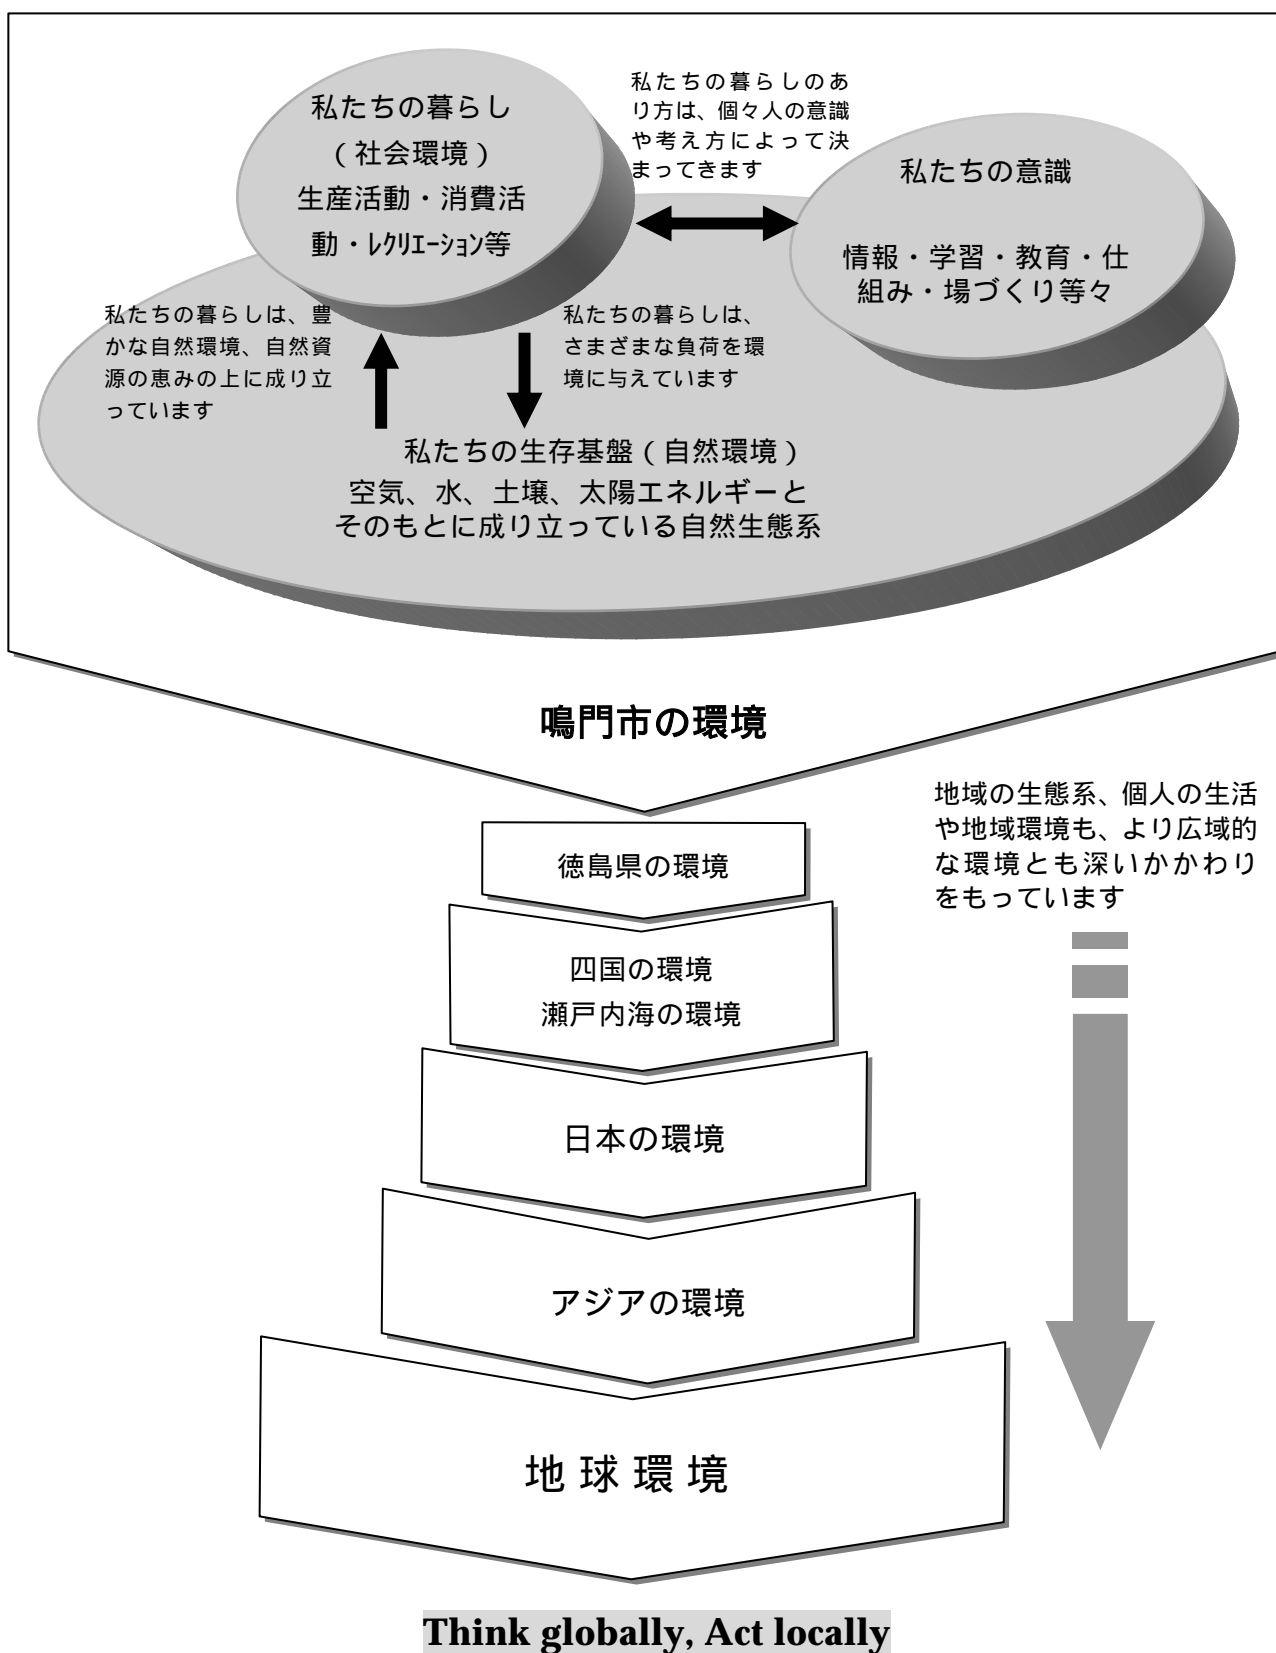 私たちの暮らし
（社会環境）
生産活動・消費活
動・ﾚｸﾘｴｰｼｮﾝ等
私たちの暮らしのあ
り方は、個々人の意識
や考え方によって決
まってきます
私たちの意識
情報・学習・教育・仕
組み・場づくり等々
私たちの暮らしは、豊
かな自然環境、自然資
源の恵みの上に成り立
っています
私たちの暮らしは、
さまざまな負荷を環
境に与えています
私たちの生存基盤（自然環境）
空気、水、土壌、太陽エネルギーと
そのもとに成り立っている自然生態系
鳴門市の環境
地域の生態系、個人の生活
や地域環境も、より広域的
な環境とも深いかかわり
をもっています
徳島県の環境
四国の環境
瀬戸内海の環境
日本の環境
アジアの環境
地球環境
Think globally, Act locally